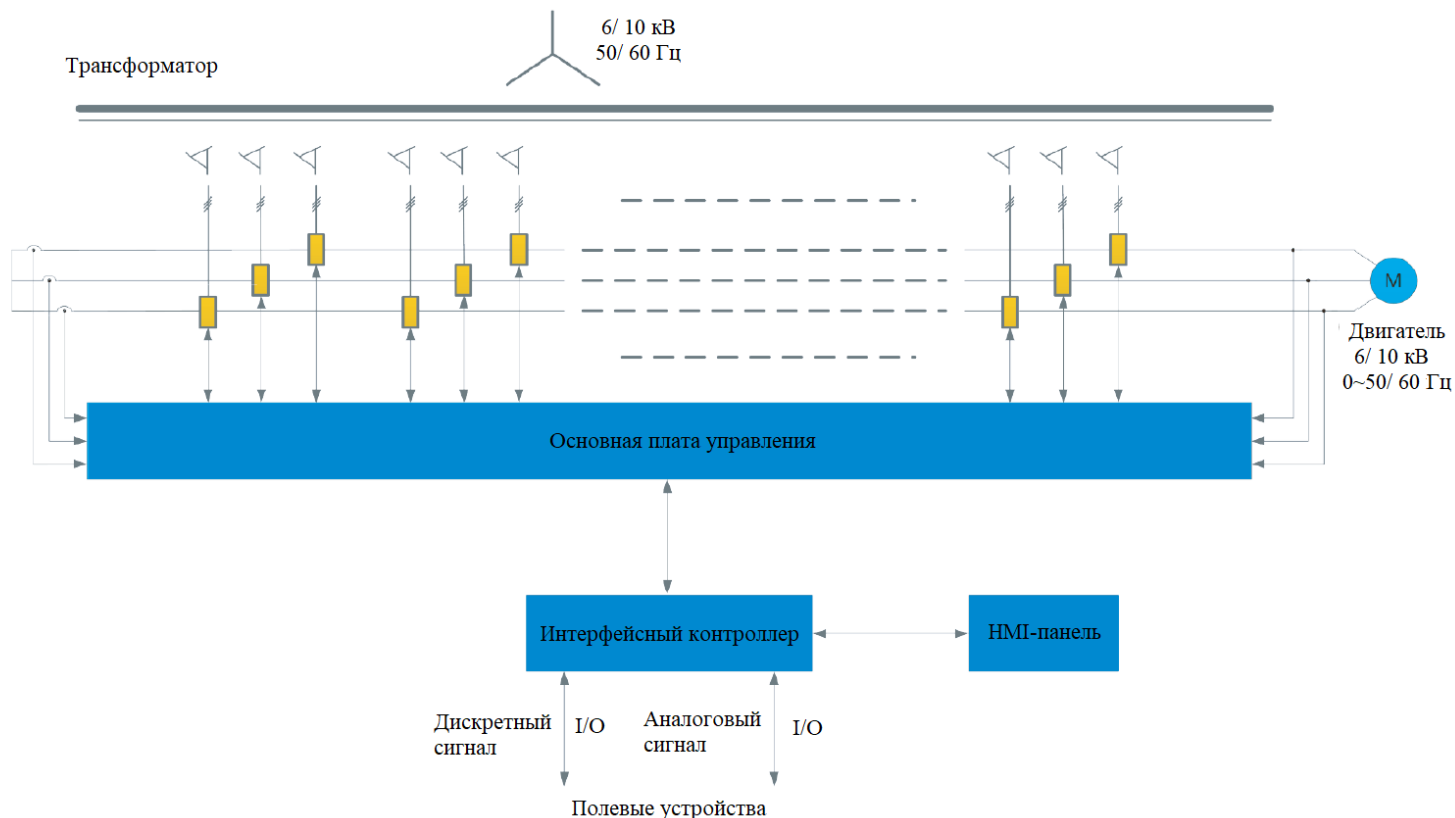 6/ 10 кВ
50/ 60 Гц
Трансформатор
M
Двигатель
6/ 10 кВ
0~50/ 60 Гц
Основная плата управления
Интерфейсный контроллер
HMI-панель
Дискретный
сигнал
I/O
Аналоговый
сигнал
I/O
Полевые устройства